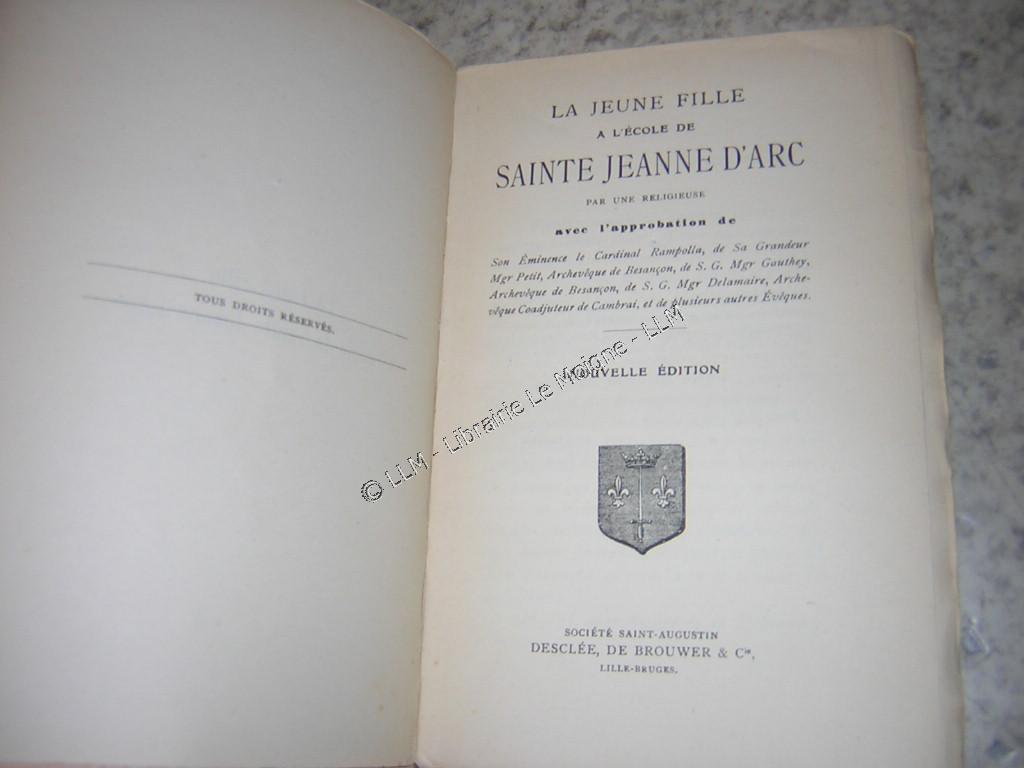 TOUS DROITS RÉSERVÉS.
LA JEUNE FILLE
A L'ÉCOLE DE
SAINTE JEANNE D'ARC
PAR UNE RELIGIEUSE
avec l'approbation de
Son Éminence le Cardinal Rampolla, de Sa Grandeur
Mgr Petit, Archevêque de Besançon, de S. G. Mgr Gauthey,
Archevêque de Besançon, de S. G. Mgr Delamaire, Arche-
vêque Coadjuteur de Cambrai, et de plusieurs autres Évêques.
NOUVELLE ÉDITION
© LLM - Librairie Le Moigne - LLM
SOCIÉTÉ SAINT-AUGUSTIN
DESCLÉE, DE BROUWER & Cie,
LILLE-BRUGES.